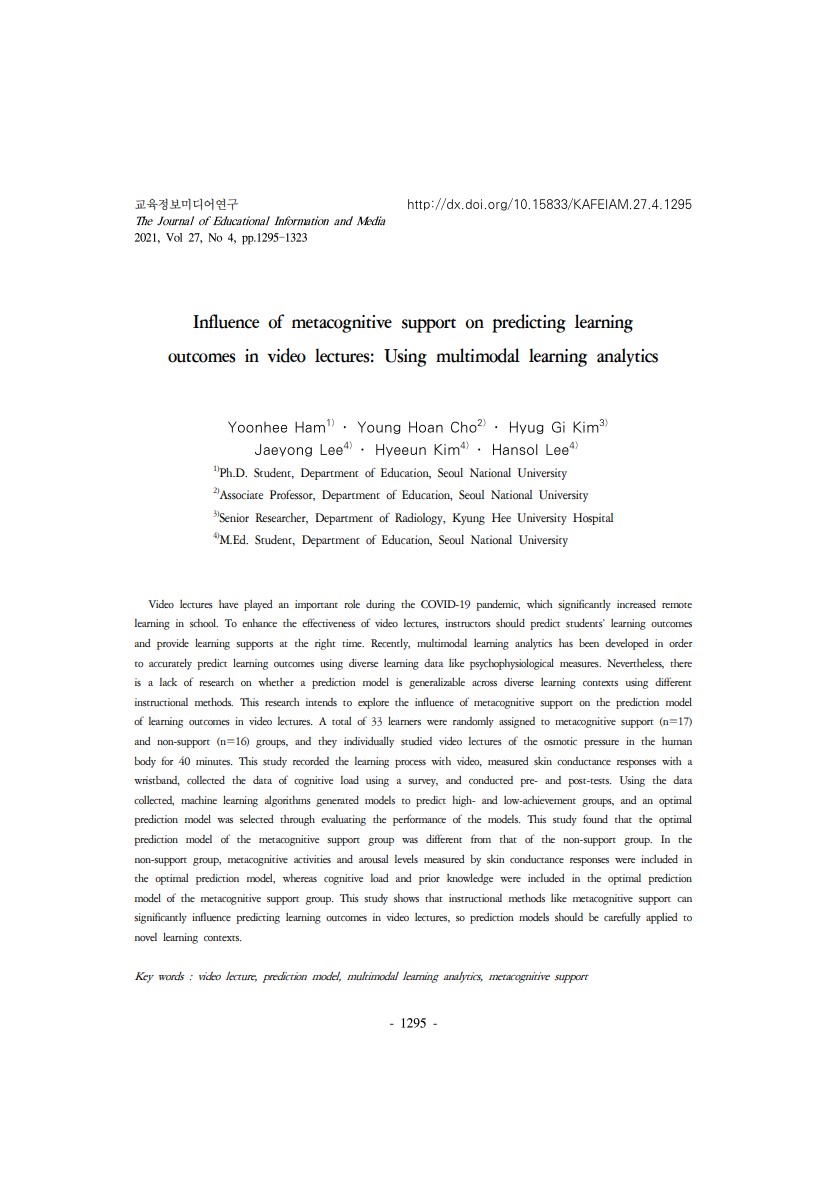 교육정보미디어연구 http://dx.doi.org/10.15833/KAFEIAM.27.4.1295
The Journal of Educational Information and Media
2021, Vol 27, No 4, pp.1295-1323
Influence of metacognitive support on predicting learning
outcomes in video lectures: Using multimodal learning analytics
Yoonhee Ham1) · Young Hoan Cho2) · Hyug Gi Kim3)
Jaeyong Lee4) · Hyeeun Kim4) · Hansol Lee4)
1)Ph.D. Student, Department of Education, Seoul National University
2)Associate Professor, Department of Education, Seoul National University
3)Senior Researcher, Department of Radiology, Kyung Hee University Hospital
4)M.Ed. Student, Department of Education, Seoul National University
Video lectures have played an important role during the COVID-19 pandemic, which significantly increased remote
learning in school. To enhance the effectiveness of video lectures, instructors should predict students' learning outcomes
and provide learning supports at the right time. Recently, multimodal learning analytics has been developed in order
to accurately predict learning outcomes using diverse learning data like psychophysiological measures. Nevertheless, there
is a lack of research on whether a prediction model is generalizable across diverse learning contexts using different
instructional methods. This research intends to explore the influence of metacognitive support on the prediction model
of learning outcomes in video lectures. A total of 33 learners were randomly assigned to metacognitive support (n=17)
and non-support (n=16) groups, and they individually studied video lectures of the osmotic pressure in the human
body for 40 minutes. This study recorded the learning process with video, measured skin conductance responses with a
wristband, collected the data of cognitive load using a survey, and conducted pre- and post-tests. Using the data
collected, machine learning algorithms generated models to predict high- and low-achievement groups, and an optimal
prediction model was selected through evaluating the performance of the models. This study found that the optimal
prediction model of the metacognitive support group was different from that of the non-support group. In the
non-support group, metacognitive activities and arousal levels measured by skin conductance responses were included in
the optimal prediction model, whereas cognitive load and prior knowledge were included in the optimal prediction
model of the metacognitive support group. This study shows that instructional methods like metacognitive support can
significantly influence predicting learning outcomes in video lectures, so prediction models should be carefully applied to
novel learning contexts.
Key words : video lecture, prediction model, multimodal learning analytics, metacognitive support
- 1295 -